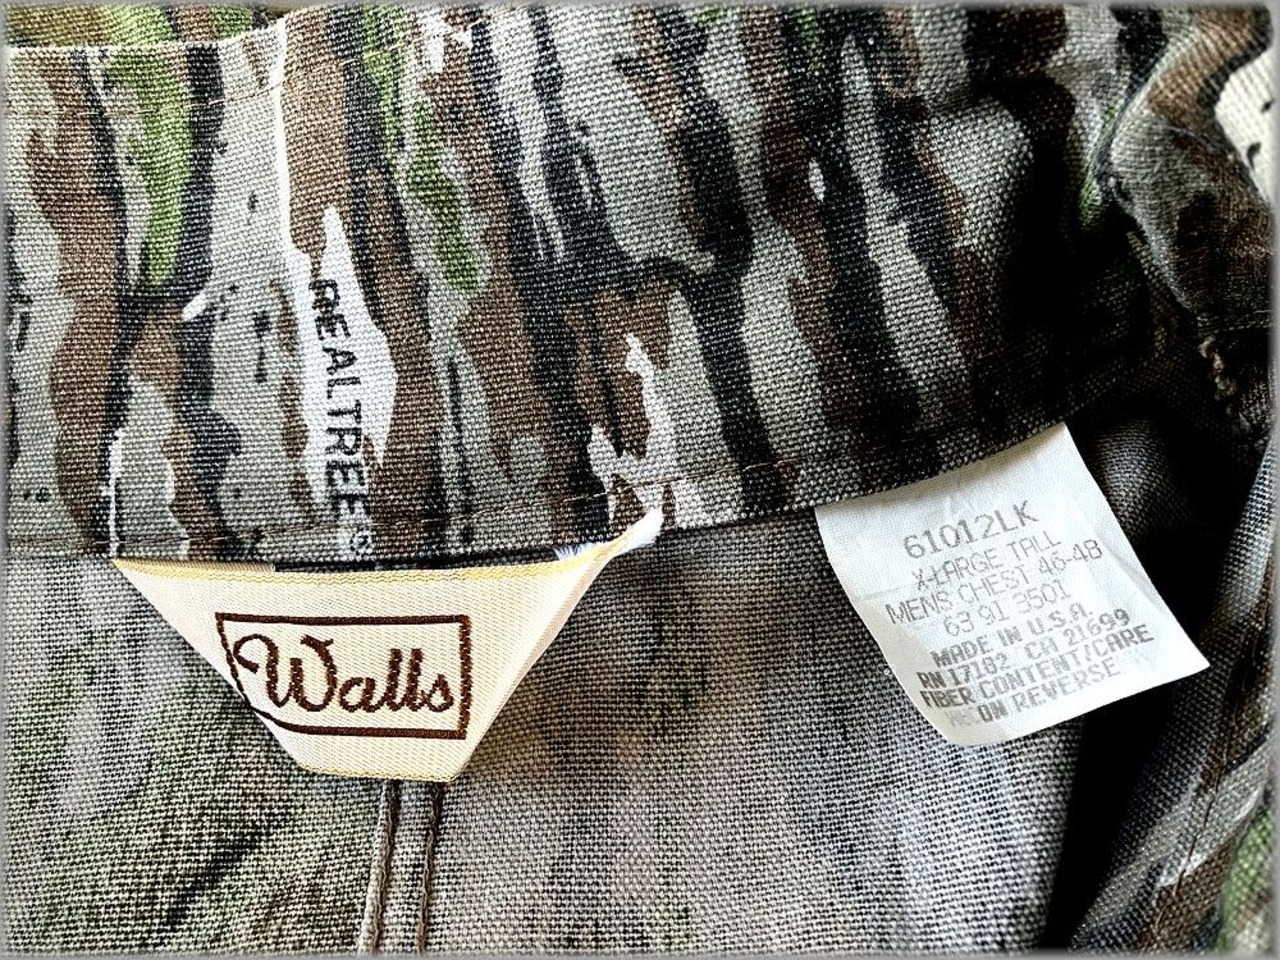 REALTREE®
Walls
61012LK
X-LARGE TALL
MENS CHEST 46-48
63 91 3501
MADE IN U.S.A.
RN 17182 CA 21699
FIBER CONTENT/CARE
ON REVERSE